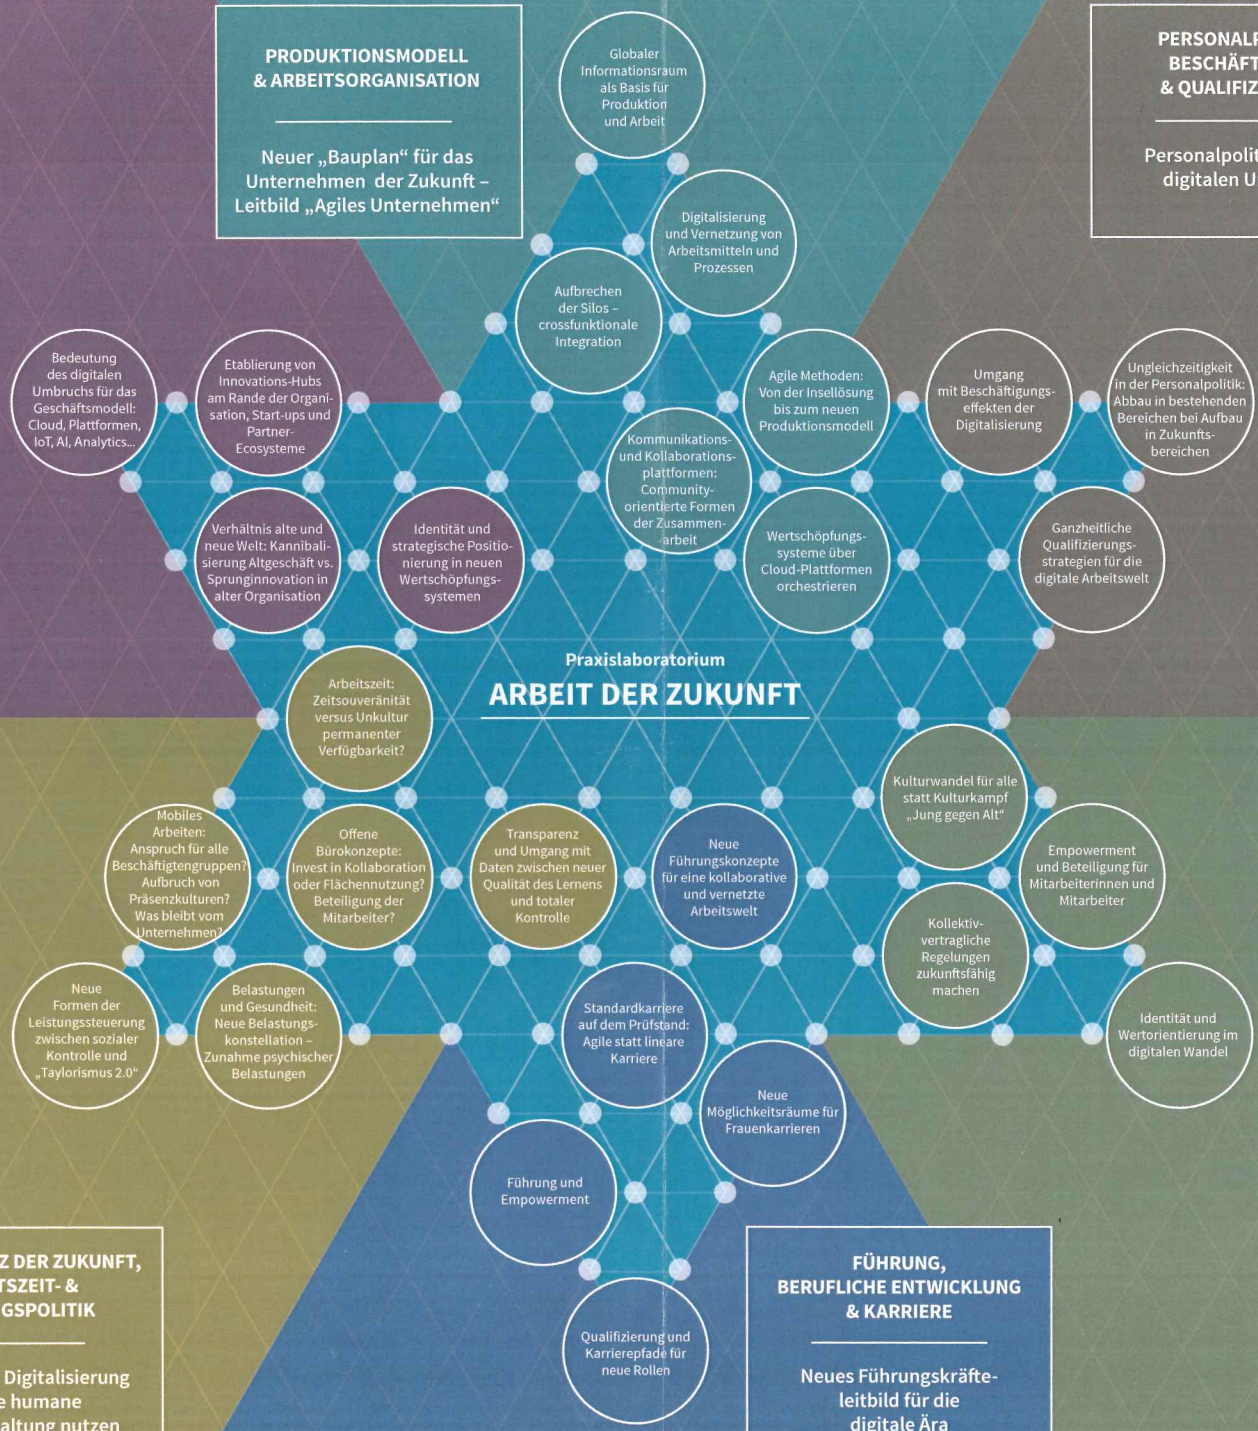 PRODUKTIONSMODELL
& ARBEITSORGANISATION
Neuer „Bauplan“ für das
Unternehmen der Zukunft –
Leitbild „Agiles Unternehmen“
Globaler
Informationsraum
als Basis für
Produktion
und Arbeit
PERSONALP
BESCHÄFT
& QUALIFIZ
Personalpolit
digitalen U
Digitalisierung
und Vernetzung von
Arbeitsmitteln und
Prozessen
Aufbrechen
der Silos –
crossfunktionale
Integration
Bedeutung
des digitalen
Umbruchs für das
Geschäftsmodell:
Cloud, Plattformen,
IoT, AI, Analytics...
Etablierung von
Innovations-Hubs
am Rande der Organi-
sation, Start-ups und
Partner-
Ecosysteme
Agile Methoden:
Von der Insellösung
bis zum neuen
Produktionsmodell
Umgang
mit Beschäftigungs-
effekten der
Digitalisierung
Ungleichzeitigkeit
in der Personalpolitik:
Abbau in bestehenden
Bereichen bei Aufbau
in Zukunfts-
bereichen
Kommunikations-
und Kollaborations-
plattformen:
Community-
orientierte Formen
der Zusammen-
arbeit
Verhältnis alte und
neue Welt: Kannibali-
sierung Altgeschäft vs.
Sprunginnovation in
alter Organisation
Identität und
strategische Positio-
nierung in neuen
Wertschöpfungs-
systemen
Wertschöpfungs-
systeme über
Cloud-Plattformen
orchestrieren
Ganzheitliche
Qualifizierungs-
strategien für die
digitale Arbeitswelt
Praxislaboratorium
ARBEIT DER ZUKUNFT
Arbeitszeit:
Zeitsouveränität
versus Unkultur
permanenter
Verfügbarkeit?
Kulturwandel für alle
statt Kulturkampf
„Jung gegen Alt“
Mobiles
Arbeiten:
Anspruch für alle
Beschäftigtengruppen?
Aufbruch von
Präsenzkulturen?
Was bleibt vom
Unternehmen?
Offene
Bürokonzepte:
Invest in Kollaboration
oder Flächennutzung?
Beteiligung der
Mitarbeiter?
Transparenz
und Umgang mit
Daten zwischen neuer
Qualität des Lernens
und totaler
Kontrolle
Neue
Führungskonzepte
für eine kollaborative
und vernetzte
Arbeitswelt
Empowerment
und Beteiligung für
Mitarbeiterinnen und
Mitarbeiter
Kollektiv-
vertragliche
Regelungen
zukunftsfähig
machen
Neue
Formen der
Leistungssteuerung
zwischen sozialer
Kontrolle und
„Taylorismus 2.0“
Belastungen
und Gesundheit:
Neue Belastungs-
konstellation –
Zunahme psychischer
Belastungen
Standardkarriere
auf dem Prüfstand:
Agile statt lineare
Karriere
Identität und
Wertorientierung im
digitalen Wandel
Neue
Möglichkeitsräume für
Frauenkarrieren
Führung und
Empowerment
Qualifizierung und
Karrierepfade für
neue Rollen
Z DER ZUKUNFT,
TSZEIT- &
GSPOLITIK
Digitalisierung
e humane
altung nutzen
FÜHRUNG,
BERUFLICHE ENTWICKLUNG
& KARRIERE
Neues Führungskräfte-
leitbild für die
digitale Ära